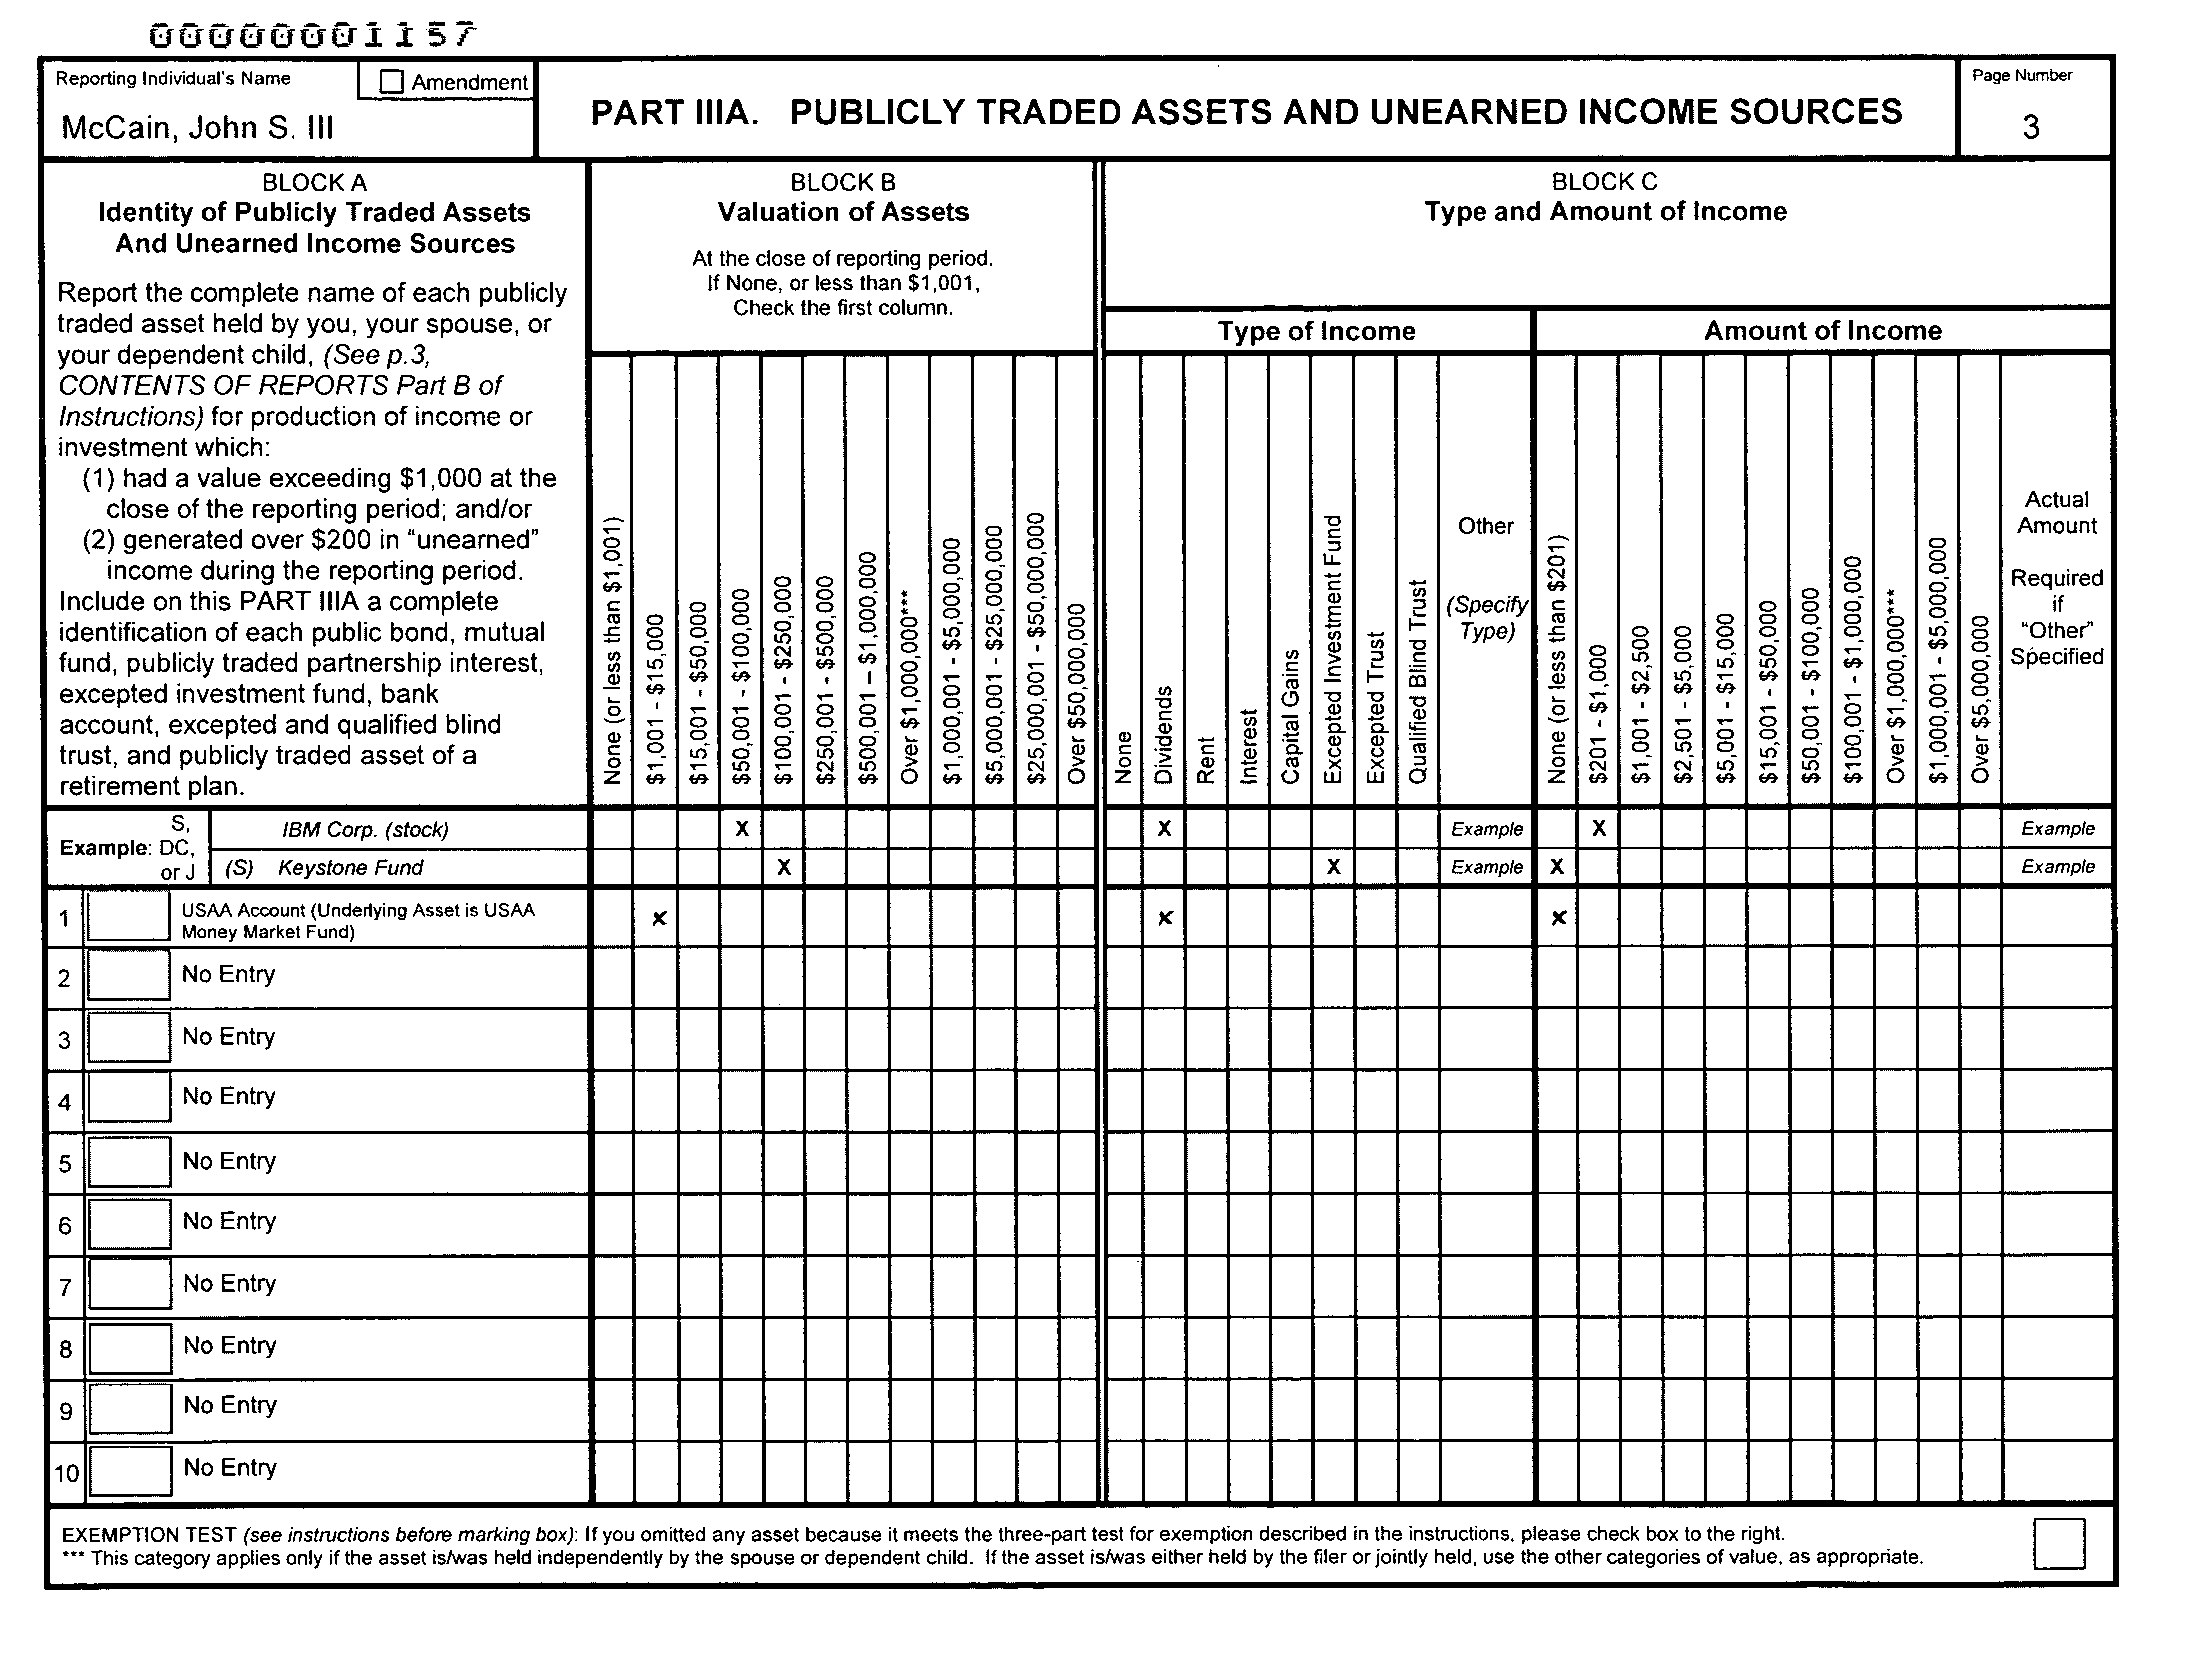 00000001157
Reporting Individual's Name
Amendment
McCain, John S. III
PART IIIA. PUBLICLY TRADED ASSETS AND UNEARNED INCOME SOURCES
Page Number
3
BLOCK A
Identity of Publicly Traded Assets
And Unearned Income Sources
Report the complete name of each publicly
traded asset held by you, your spouse, or
your dependent child, (See p.3,
CONTENTS OF REPORTS Part B of
Instructions) for production of income or
investment which:
(1) had a value exceeding $1,000 at the
close of the reporting period; and/or
(2) generated over $200 in "unearned"
income during the reporting period.
Include on this PART IIIA a complete
identification of each public bond, mutual
fund, publicly traded partnership interest,
excepted investment fund, bank
account, excepted and qualified blind
trust, and publicly traded asset of a
retirement plan.
BLOCK B
Valuation of Assets
At the close of reporting period.
If None, or less than $1,001,
Check the first column.
None (or less than $1,001)
$1,001 - $15,000
$15,001 - $50,000
$50,001 - $100,000
$100,001 - $250,000
$250,001 - $500,000
$500,001 – $1,000,000
Over $1,000,000***
$1,000,001 - $5,000,000
$5,000,001 - $25,000,000
$25,000,001 - $50,000,000
Over $50,000,000
BLOCK C
Type and Amount of Income
Type of Income
None
Dividends
Rent
Interest
Capital Gains
Excepted Investment Fund
Excepted Trust
Qualified Blind Trust
Other
(Specify
Type)
Amount of Income
None (or less than $201)
$201 - $1,000
$1,001 - $2,500
$2,501 - $5,000
$5,001 - $15,000
$15,001 - $50,000
$50,001 - $100,000
$100,001 - $1,000,000
Over $1,000,000***
$1,000,001 - $5,000,000
Over $5,000,000
Actual
Amount
Required
if
"Other"
Specified
Example: S, DC, or J
IBM Corp. (stock) X X Example X Example
(S) Keystone Fund X X Example X Example
1 USAA Account (Underlying Asset is USAA
Money Market Fund) x x x
2 No Entry
3 No Entry
4 No Entry
5 No Entry
6 No Entry
7 No Entry
8 No Entry
9 No Entry
10 No Entry
EXEMPTION TEST (see instructions before marking box): If you omitted any asset because it meets the three-part test for exemption described in the instructions, please check box to the right.
*** This category applies only if the asset is/was held independently by the spouse or dependent child. If the asset is/was either held by the filer or jointly held, use the other categories of value, as appropriate.